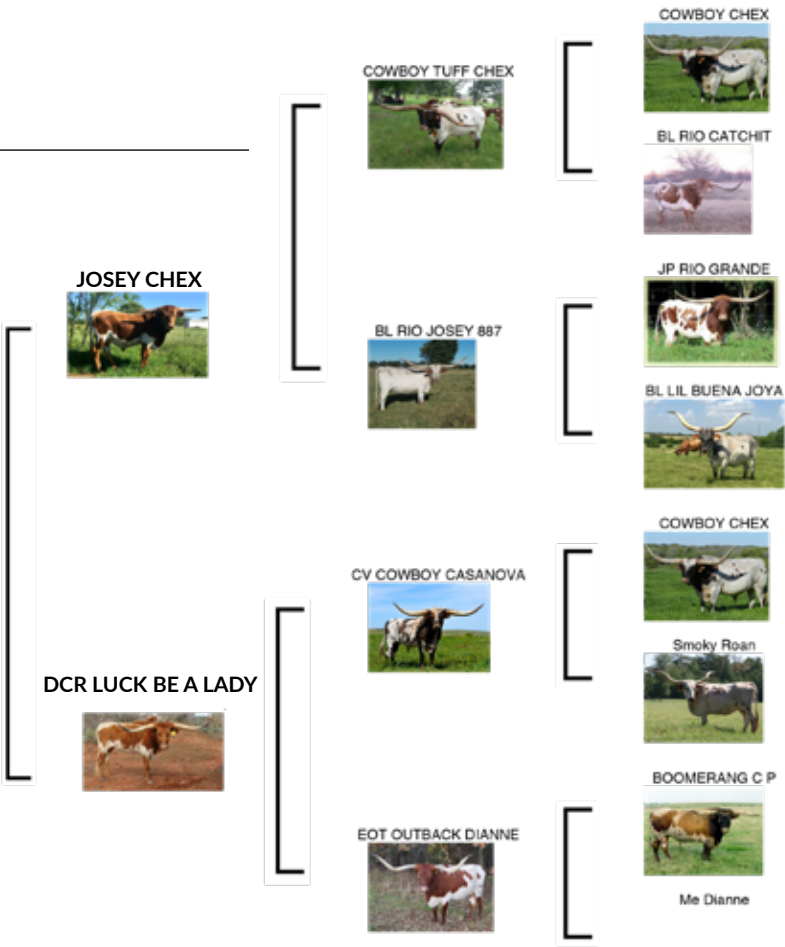 COWBOY CHEX
COWBOY TUFF CHEX
BL RIO CATCHIT
JOSEY CHEX
JP RIO GRANDE
BL RIO JOSEY 887
BL LIL BUENA JOYA
COWBOY CHEX
CV COWBOY CASANOVA
Smoky Roan
DCR LUCK BE A LADY
BOOMERANG C P
EOT OUTBACK DIANNE
Me Dianne